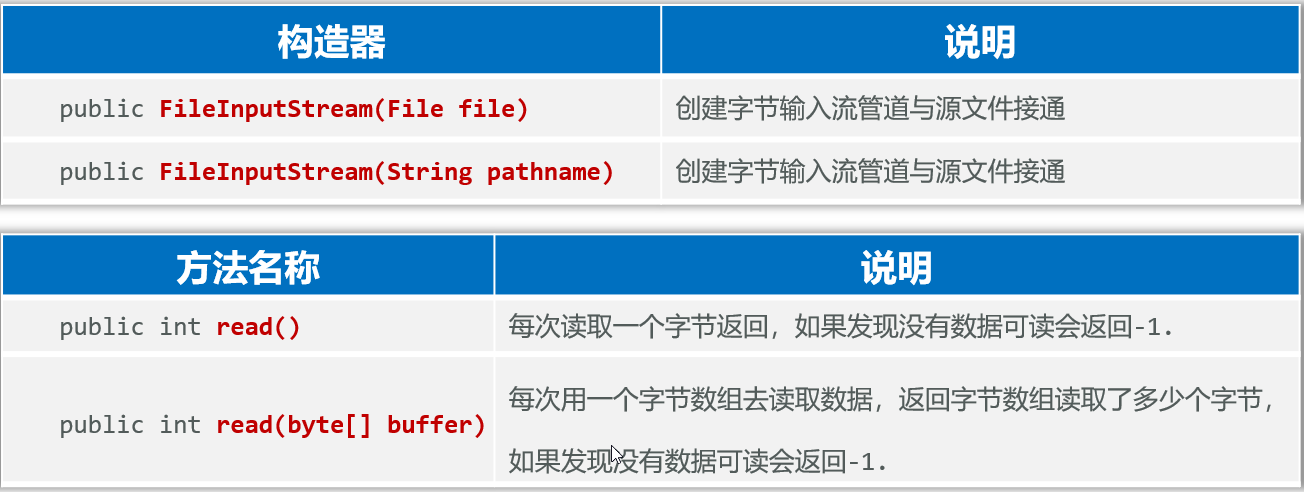 构造器 说明
public FileInputStream(File file) 创建字节输入流管道与源文件接通
public FileInputStream(String pathname) 创建字节输入流管道与源文件接通
方法名称 说明
public int read() 每次读取一个字节返回，如果发现没有数据可读会返回-1.
public int read(byte[] buffer) 每次用一个字节数组去读取数据，返回字节数组读取了多少个字节，
如果发现没有数据可读会返回-1.